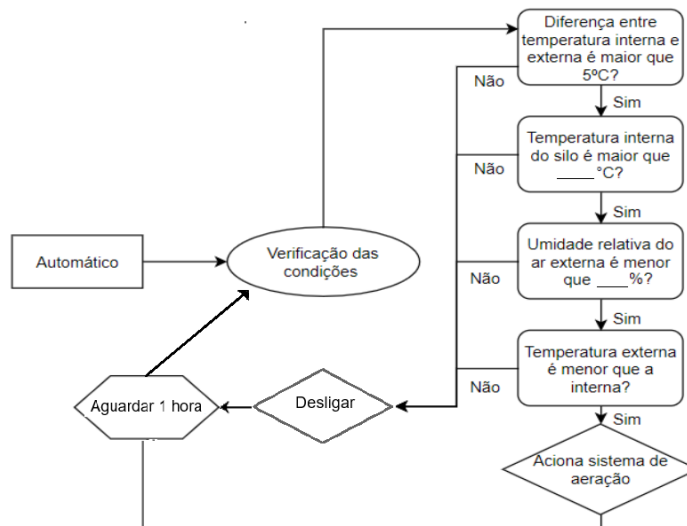 Diferença entre
temperatura interna e
externa é maior que
5ºC?
Não
Sim
Temperatura interna
do silo é maior que
____°C?
Não
Sim
Automático
Verificação das
condições
Umidade relativa do
ar externa é menor
que ___%?
Não
Sim
Temperatura externa
é menor que a
interna?
Não
Sim
Aguardar 1 hora
Desligar
Aciona sistema de
aeração